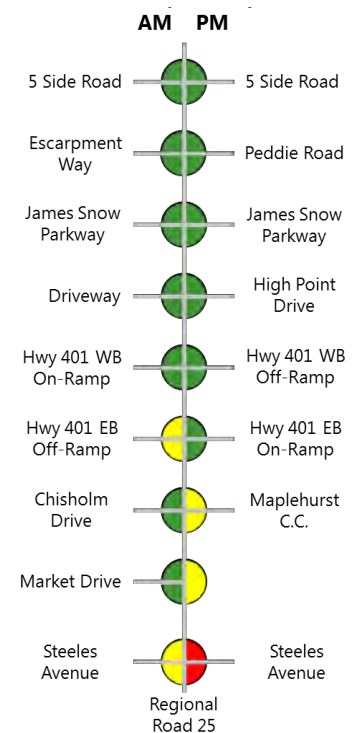 AM PM
5 Side Road 5 Side Road
Escarpment
Way
Peddie Road
James Snow
Parkway
James Snow
Parkway
Driveway
High Point
Drive
Hwy 401 WB
On-Ramp
Hwy 401 WB
Off-Ramp
Hwy 401 EB
Off-Ramp
Hwy 401 EB
On-Ramp
Chisholm
Drive
Maplehurst
C.C.
Market Drive
Steeles
Avenue
Steeles
Avenue
Regional
Road 25